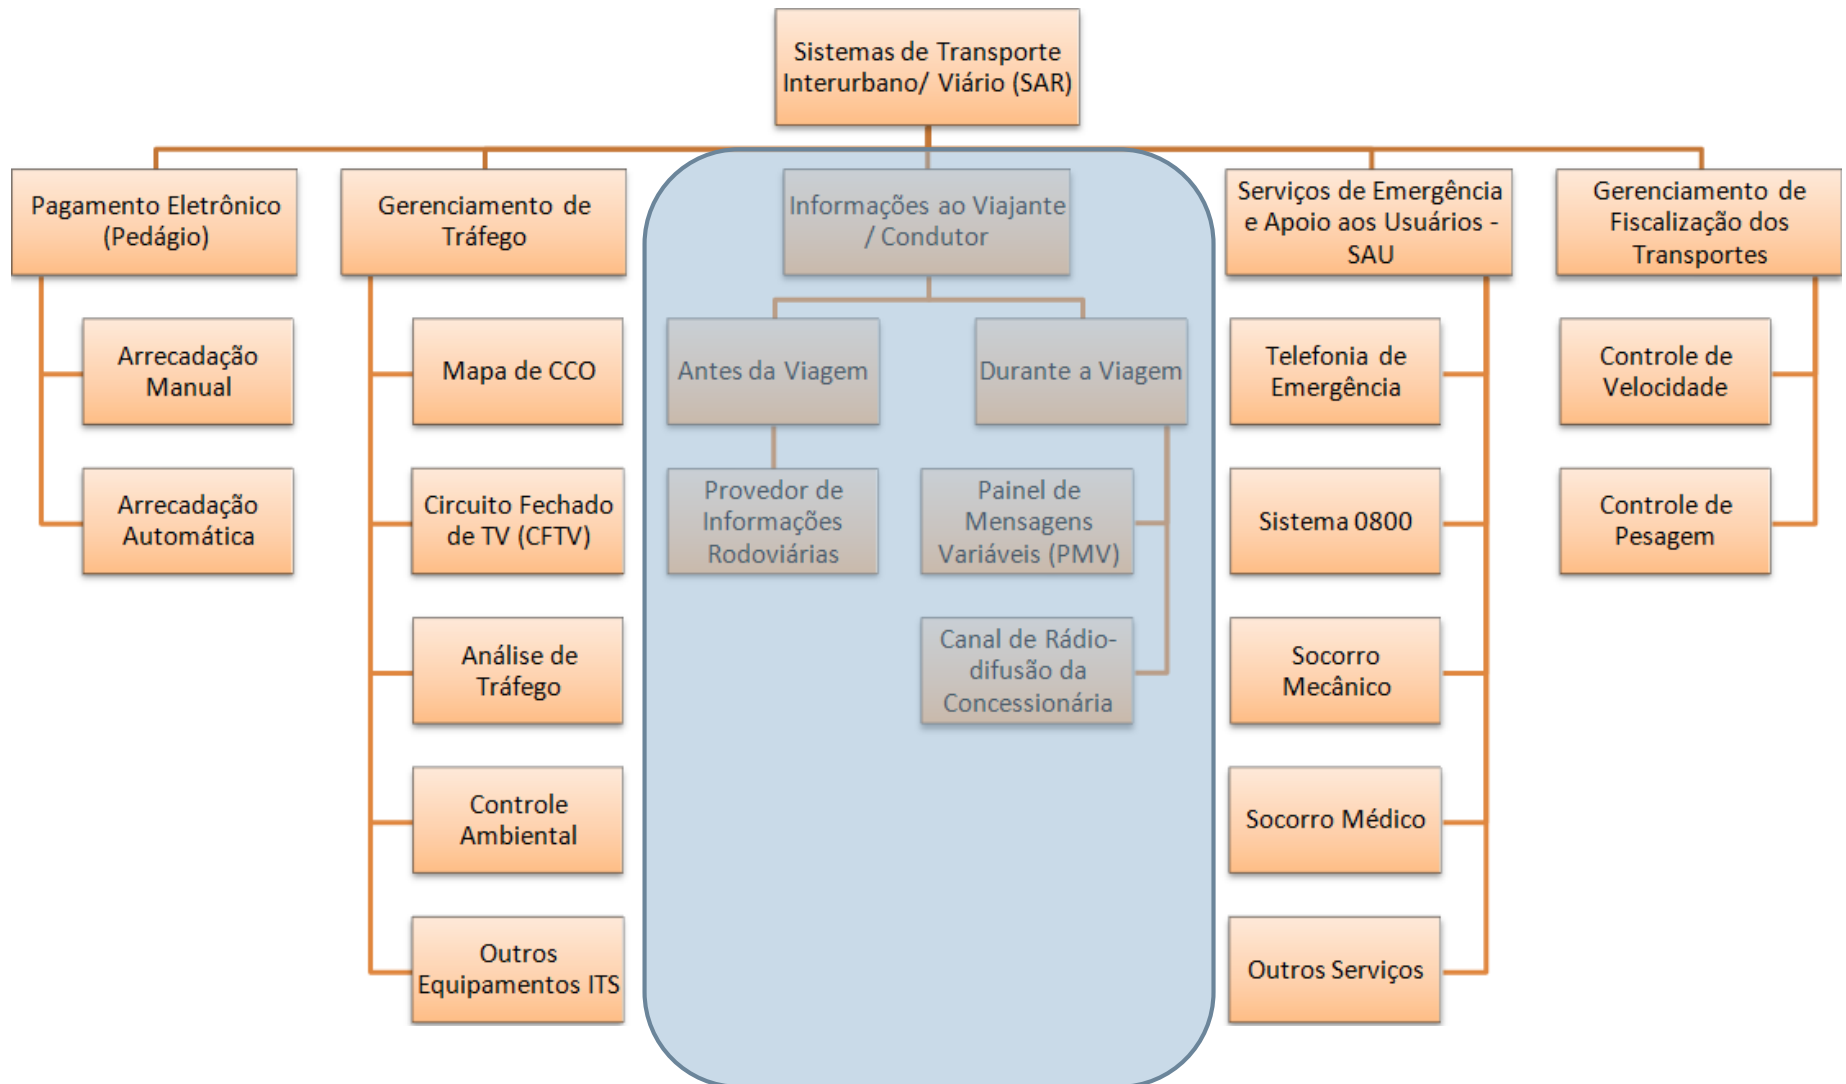 Sistemas de Transporte
Interurbano/ Viário (SAR)
Pagamento Eletrônico
(Pedágio)
Arrecadação
Manual
Arrecadação
Automática
Gerenciamento de
Tráfego
Mapa de CCO
Circuito Fechado
de TV (CFTV)
Análise de
Tráfego
Controle
Ambiental
Outros
Equipamentos ITS
Informações ao Viajante
/ Condutor
Antes da Viagem
Provedor de
Informações
Rodoviárias
Durante a Viagem
Painel de
Mensagens
Variáveis (PMV)
Canal de Rádio-
difusão da
Concessionária
Serviços de Emergência
e Apoio aos Usuários -
SAU
Telefonia de
Emergência
Sistema 0800
Socorro
Mecânico
Socorro Médico
Outros Serviços
Gerenciamento de
Fiscalização dos
Transportes
Controle de
Velocidade
Controle de
Pesagem